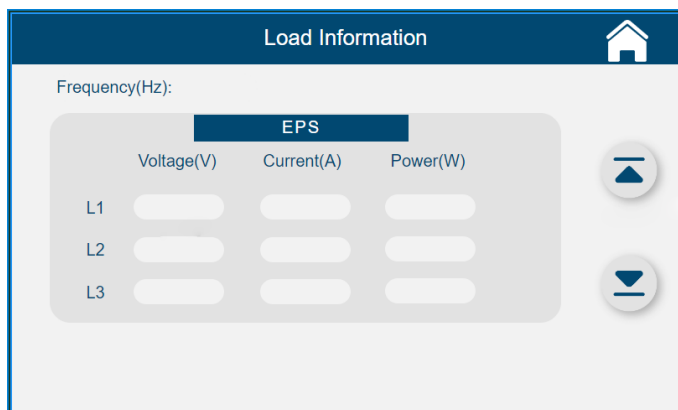 Load Information
Frequency(Hz):
EPS
Voltage(V) Current(A) Power(W)
L1
L2
L3